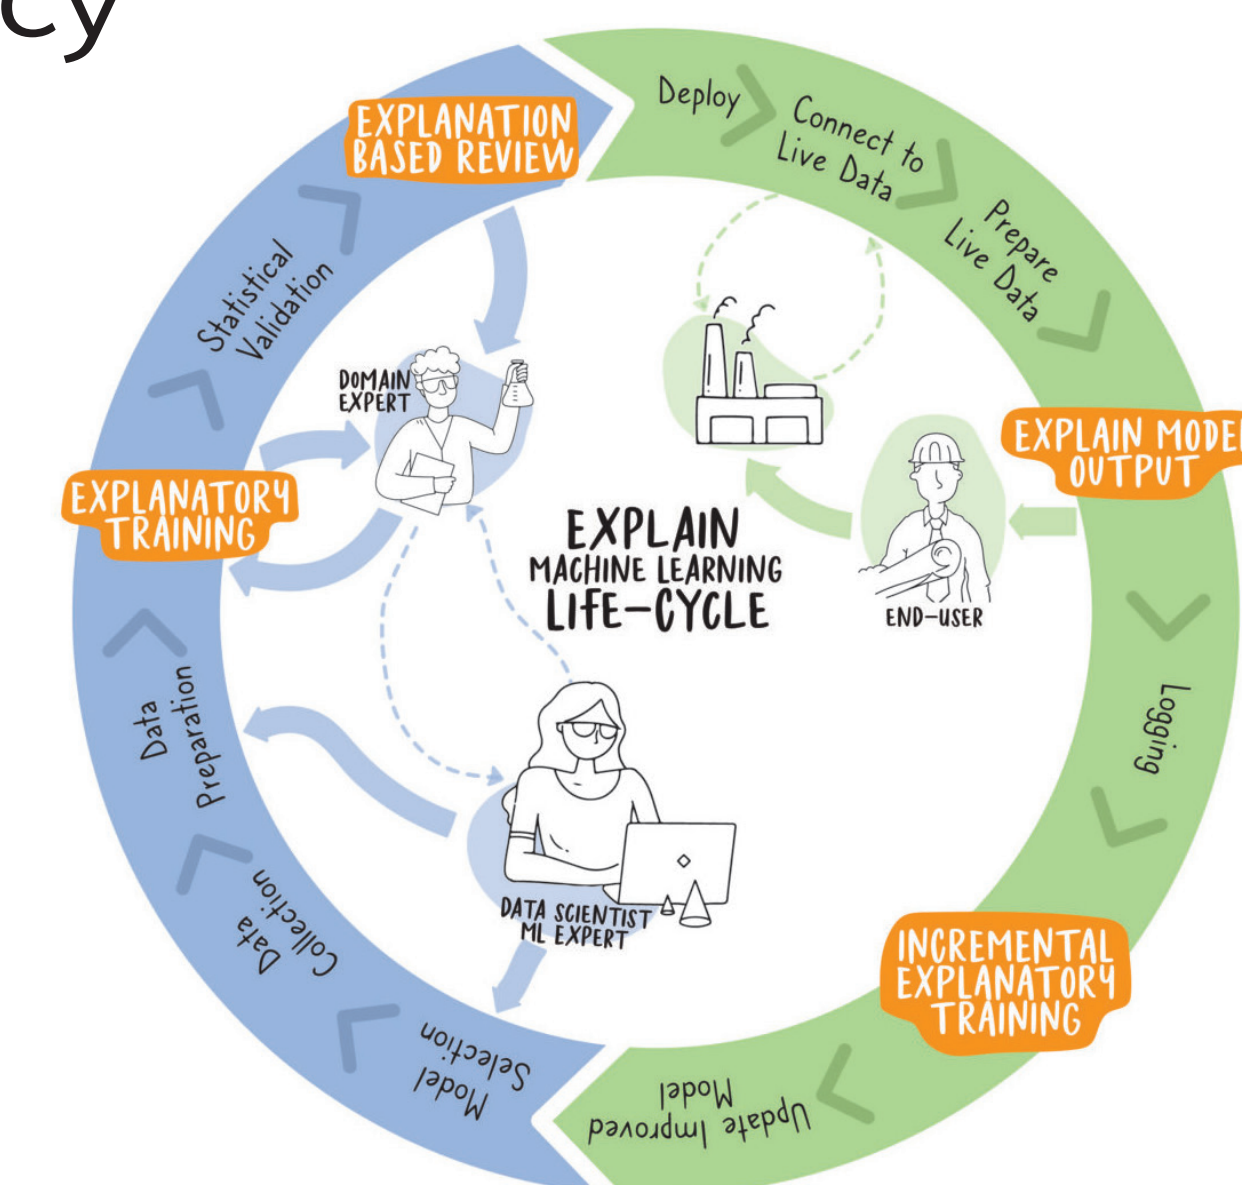 cy
EXPLANATION
BASED REVIEW
Deploy
Connect to
Live Data
Prepare
Live Data
EXPLAIN MODE
OUTPUT
Logging
INCREMENTAL
EXPLANATORY
TRAINING
Update Improved
Model
Model
Selection
Data
Collection
Data
Preparation
EXPLANATORY
TRAINING
Statistical
Validation
DOMAIN
EXPERT
EXPLAIN
MACHINE LEARNING
LIFE-CYCLE
END-USER
DATA SCIENTIST
ML EXPERT